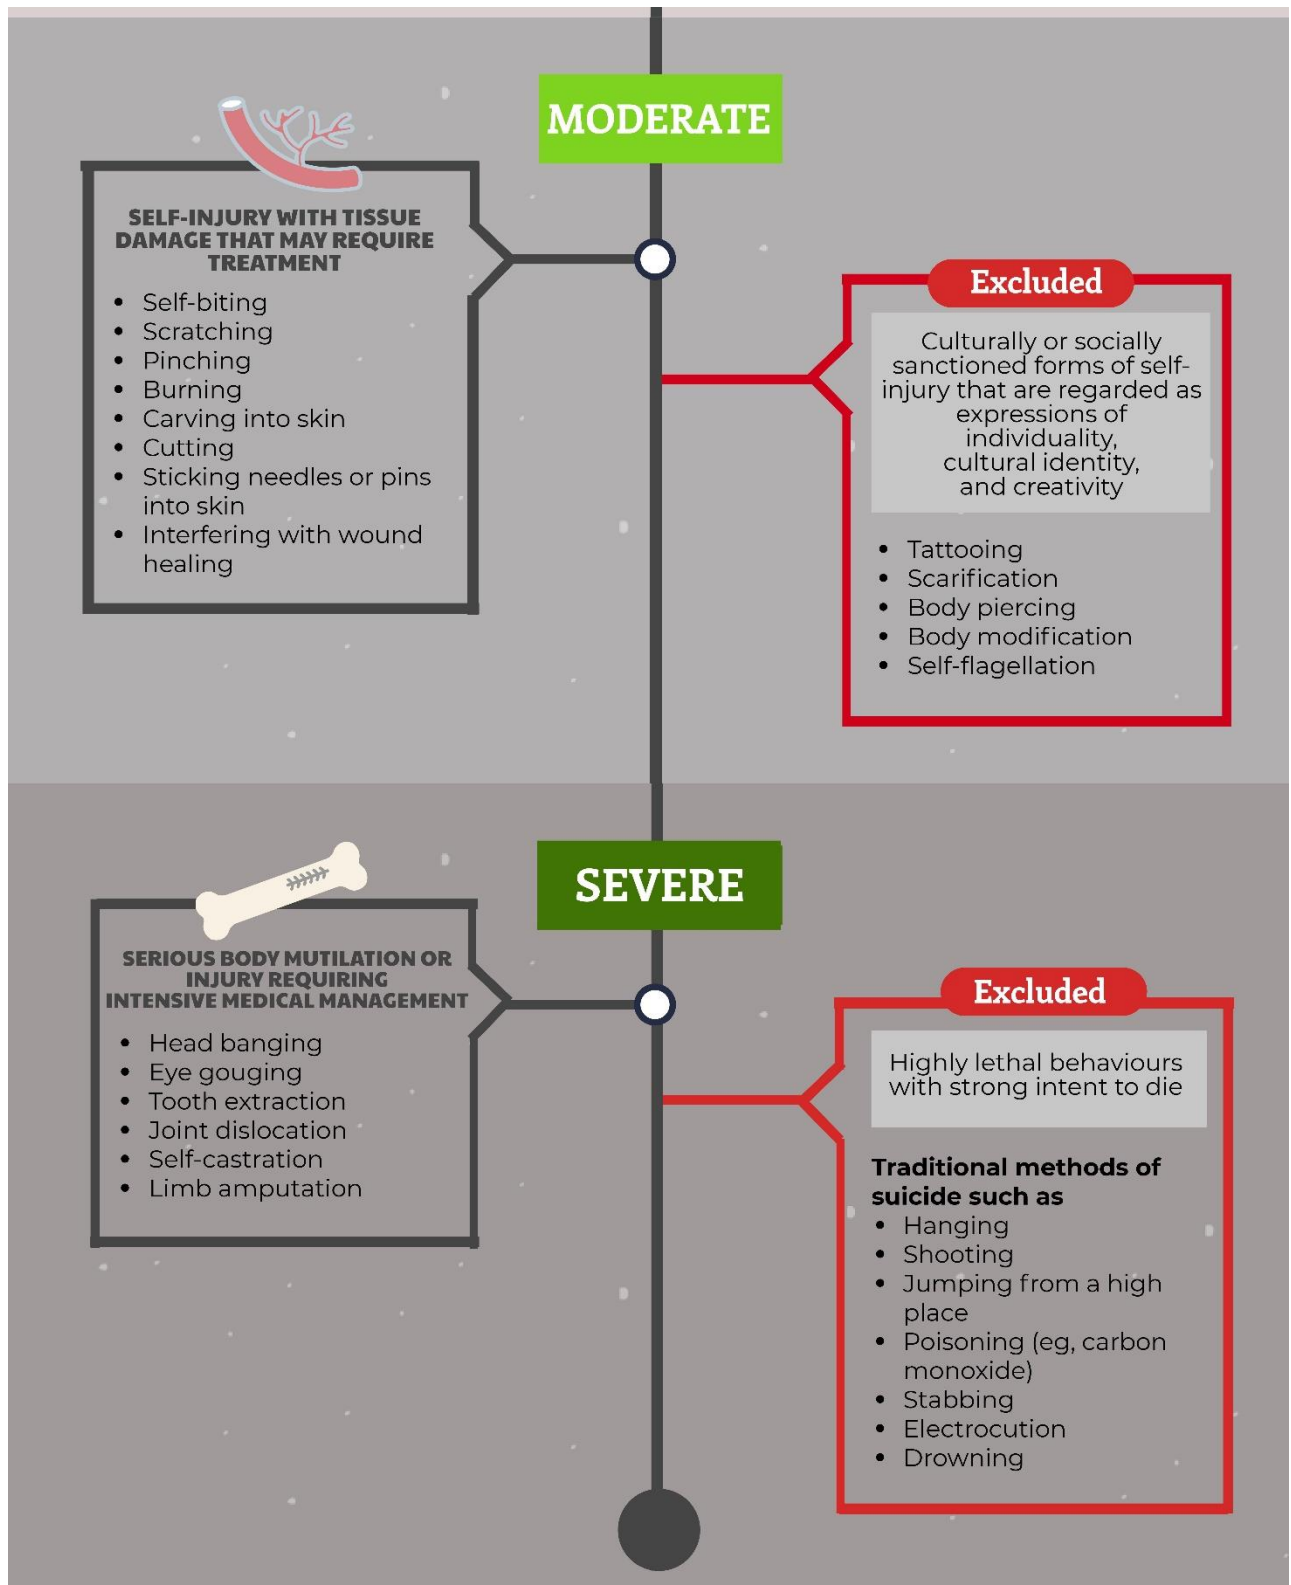 MODERATE
SELF-INJURY WITH TISSUE
DAMAGE THAT MAY REQUIRE
TREATMENT
• Self-biting
• Scratching
• Pinching
• Burning
• Carving into skin
• Cutting
• Sticking needles or pins
into skin
• Interfering with wound
healing
Excluded
Culturally or socially
sanctioned forms of self-
injury that are regarded as
expressions of
individuality,
cultural identity,
and creativity
• Tattooing
• Scarification
• Body piercing
• Body modification
• Self-flagellation
SEVERE
SERIOUS BODY MUTILATION OR
INJURY REQUIRING
INTENSIVE MEDICAL MANAGEMENT
• Head banging
• Eye gouging
• Tooth extraction
• Joint dislocation
• Self-castration
• Limb amputation
Excluded
Highly lethal behaviours
with strong intent to die
Traditional methods of
suicide such as
• Hanging
• Shooting
• Jumping from a high
place
• Poisoning (eg, carbon
monoxide)
• Stabbing
• Electrocution
• Drowning